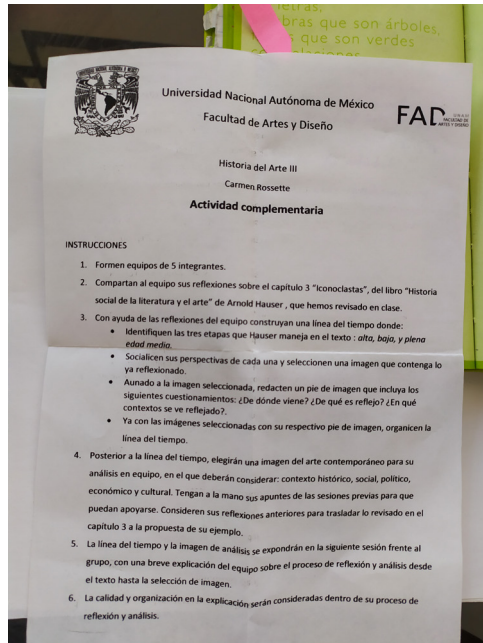 letras,
bras que son árboles,
que son verdes
Universidad Nacional Autónoma de México
Facultad de Artes y Diseño
FAD
UNAM
FACULTAD DE
ARTES Y DISEÑO
Historia del Arte III
Carmen Rossette
Actividad complementaria
INSTRUCCIONES
1. Formen equipos de 5 integrantes.
2. Compartan al equipo sus reflexiones sobre el capítulo 3 "Iconoclastas", del libro "Historia
social de la literatura y el arte" de Arnold Hauser , que hemos revisado en clase.
3. Con ayuda de las reflexiones del equipo construyan una línea del tiempo donde:
• Identifiquen las tres etapas que Hauser maneja en el texto : alta, baja, y plena
edad media.
• Socialicen sus perspectivas de cada una y seleccionen una imagen que contenga lo
ya reflexionado.
• Aunado a la imagen seleccionada, redacten un pie de imagen que incluya los
siguientes cuestionamientos: ¿De dónde viene? ¿De qué es reflejo? ¿En qué
contextos se ve reflejado?.
• Ya con las imágenes seleccionadas con su respectivo pie de imagen, organicen la
línea del tiempo.
4. Posterior a la línea del tiempo, elegirán una imagen del arte contemporáneo para su
análisis en equipo, en el que deberán considerar: contexto histórico, social, político,
económico y cultural. Tengan a la mano sus apuntes de las sesiones previas para que
puedan apoyarse. Consideren sus reflexiones anteriores para trasladar lo revisado en el
capítulo 3 a la propuesta de su ejemplo.
5. La línea del tiempo y la imagen de análisis se expondrán en la siguiente sesión frente al
grupo, con una breve explicación del equipo sobre el proceso de reflexión y análisis desde
el texto hasta la selección de imagen.
6. La calidad y organización en la explicación serán consideradas dentro de su proceso de
reflexión y análisis.